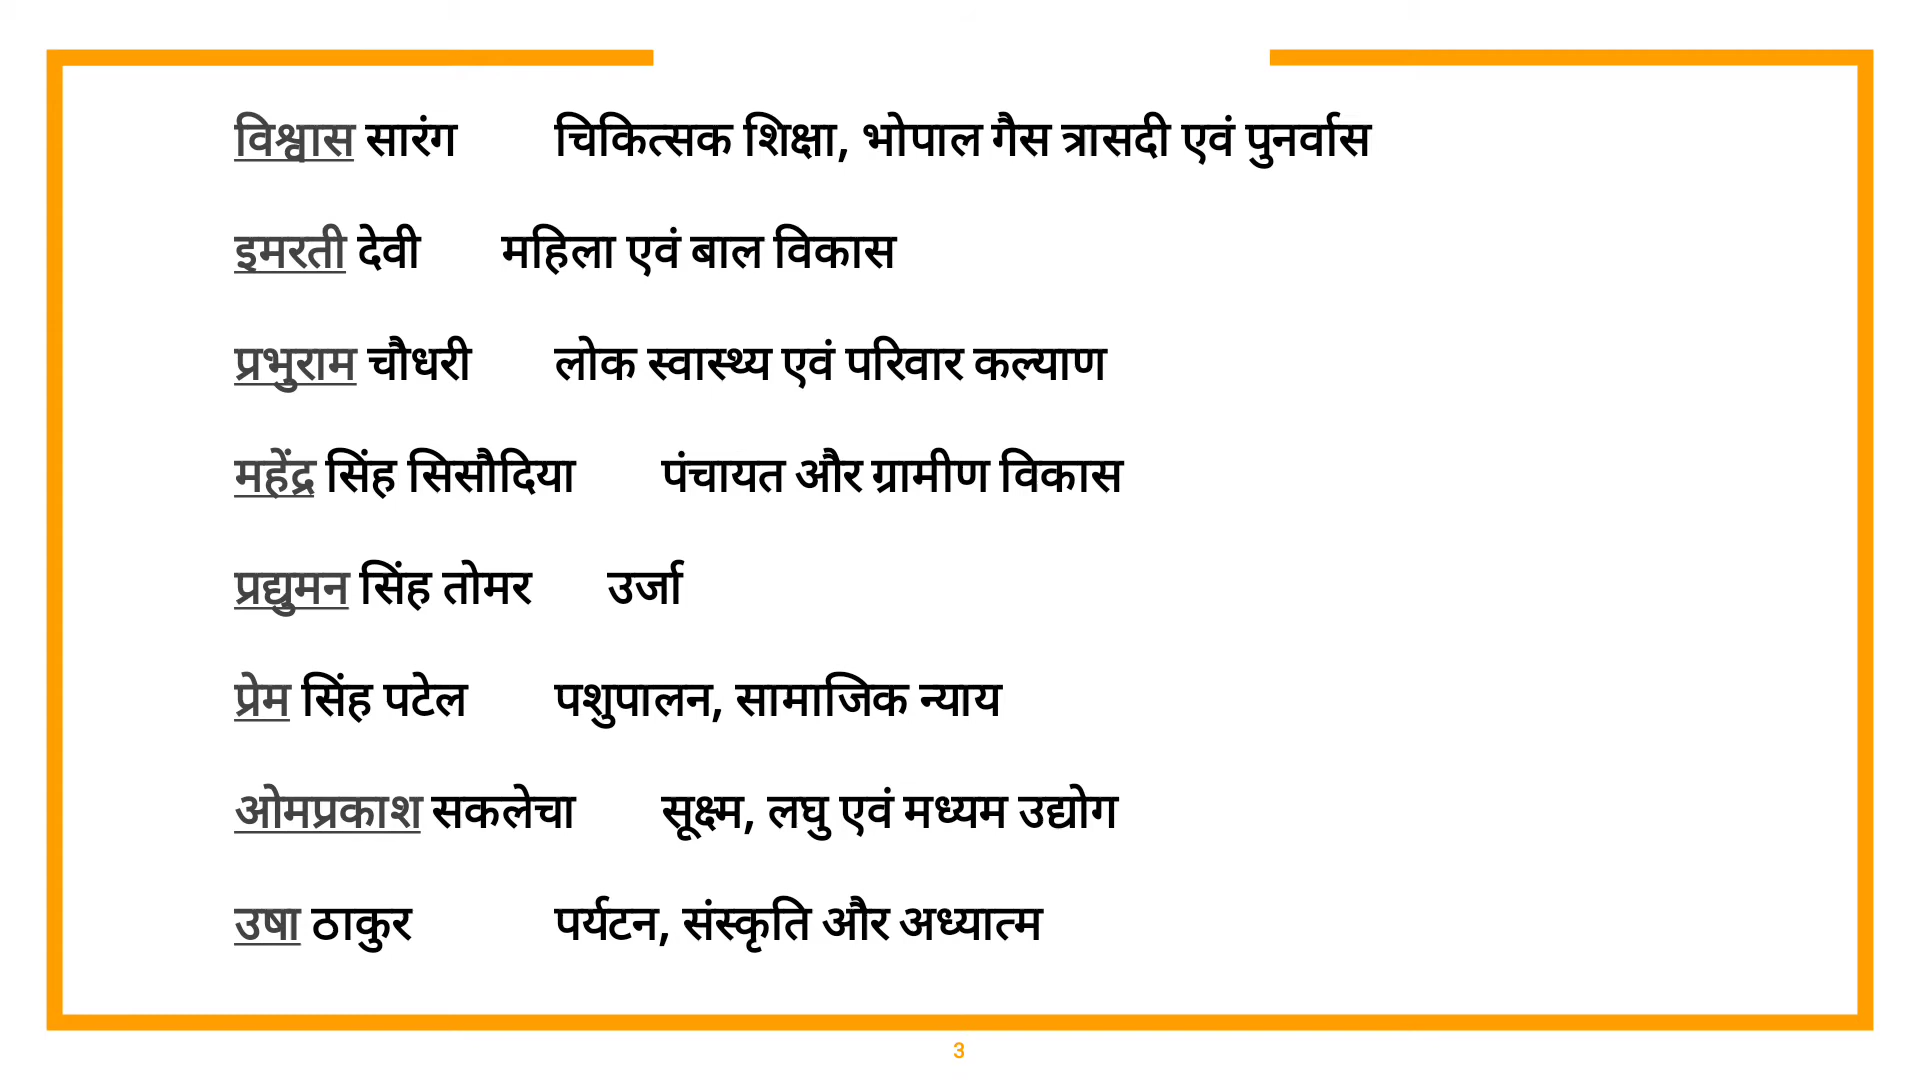 विश्वास सारंग चिकित्सक शिक्षा, भोपाल गैस त्रासदी एवं पुनर्वास
इमरती देवी महिला एवं बाल विकास
प्रभुराम चौधरी लोक स्वास्थ्य एवं परिवार कल्याण
महेंद्र सिंह सिसौदिया पंचायत और ग्रामीण विकास
प्रद्युमन सिंह तोमर उर्जा
प्रेम सिंह पटेल पशुपालन, सामाजिक न्याय
ओमप्रकाश सकलेचा सूक्ष्म, लघु एवं मध्यम उद्योग
उषा ठाकुर पर्यटन, संस्कृति और अध्यात्म
3